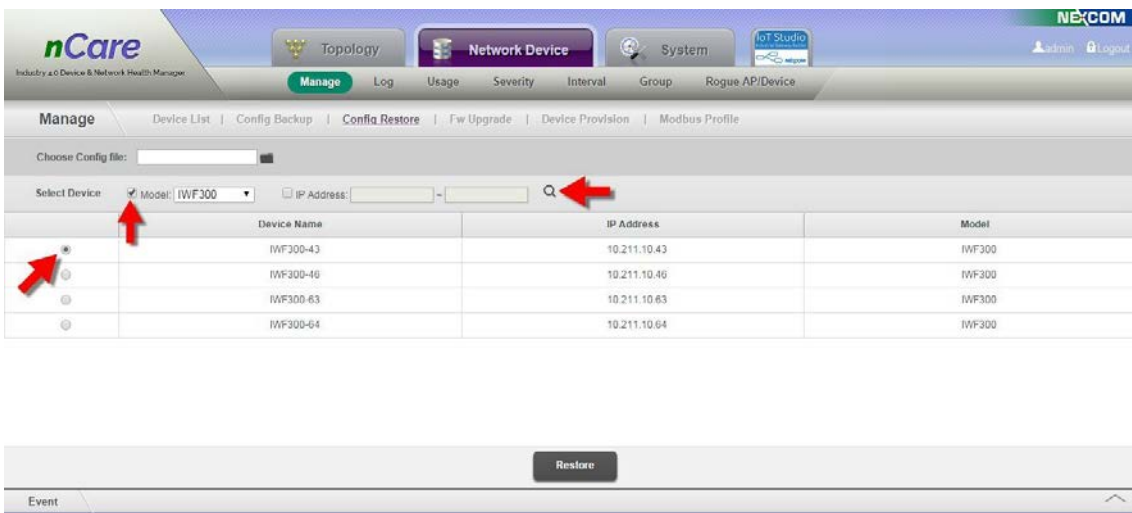 NEXCOM
nCare
Industry 4.0 Device & Network Health Manager
Topology Network Device System IoT Studio
admin Logout
Manage Log Usage Severity Interval Group Rogue AP/Device
Manage Device List | Config Backup | Config Restore | Fw Upgrade | Device Provision | Modbus Profile
Choose Config file:
Select Device Model: IWF300 IP Address: ~
Device Name IP Address Model
IWF300-43 10.211.10.43 IWF300
IWF300-46 10.211.10.46 IWF300
IWF300-63 10.211.10.63 IWF300
IWF300-64 10.211.10.64 IWF300
Restore
Event